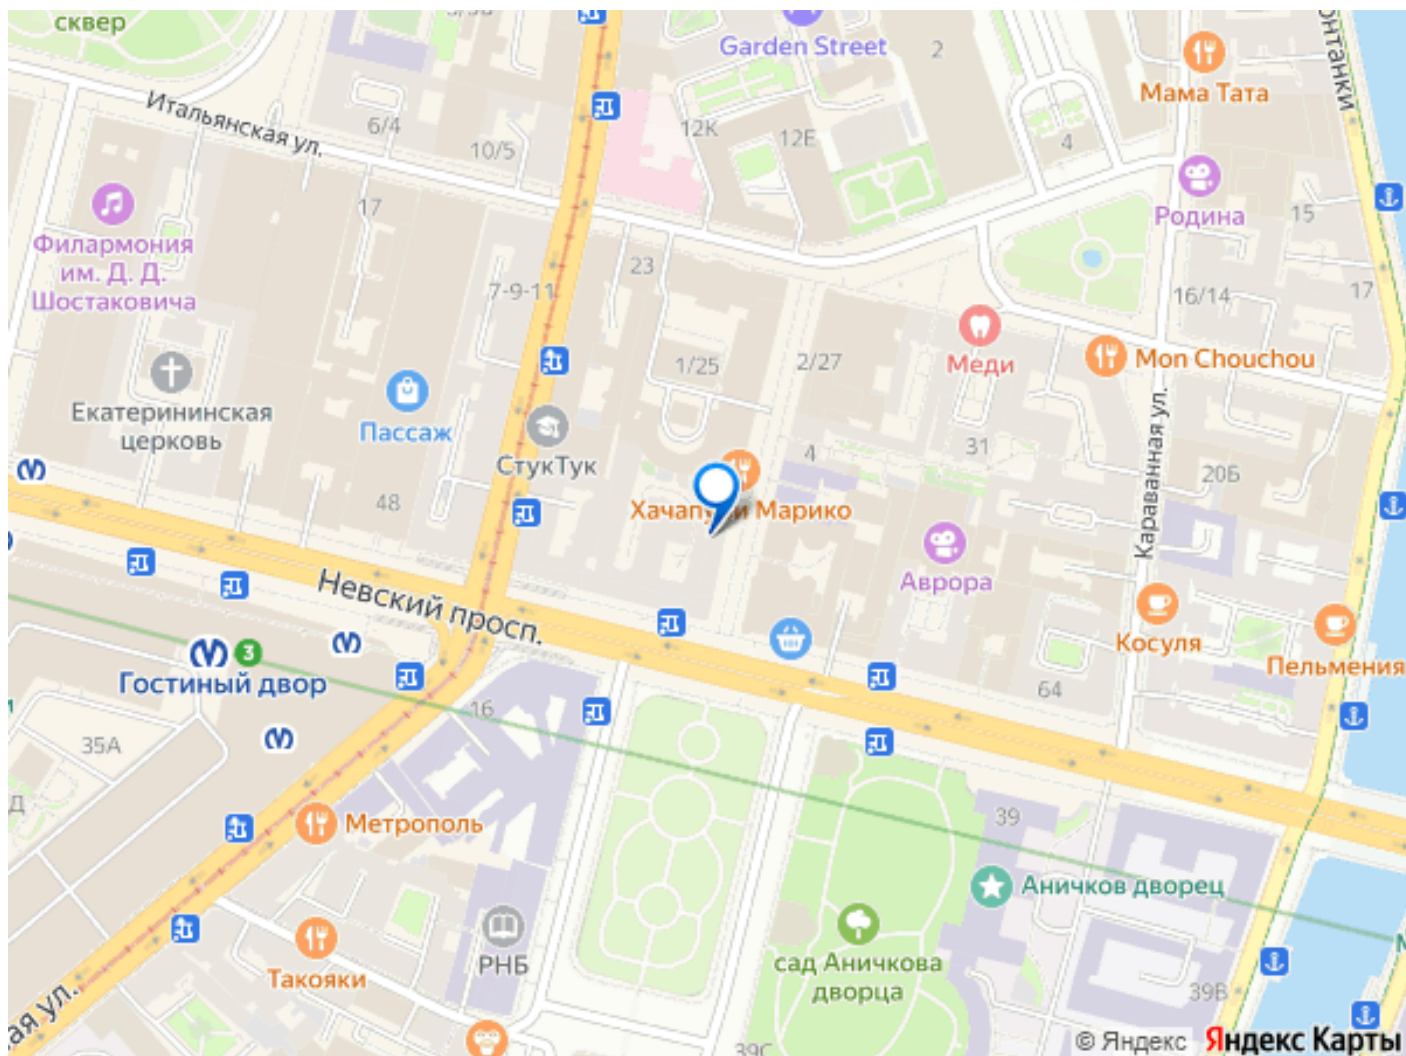 сквер
Garden Street
2
Мама Тата
Итальянская ул.
6/4
10/5
12К
12Е
4
17
Родина
15
Филармония
им. Д. Д.
Шостаковича
23
7-9-11
16/14
17
Меди
1/25
2/27
Mon Chouchou
Екатерининская
церковь
Пассаж
СтукТук
4
31
20Б
Караванная ул.
48
Марико
Аврора
Невский просп.
Косуля
Пельмения
3
Гостиный двор
64
16
35А
Д
Метрополь
39
Аничков дворец
РНБ
Такояки
сад Аничкова
дворца
39В
© Яндекс Яндекс Карты